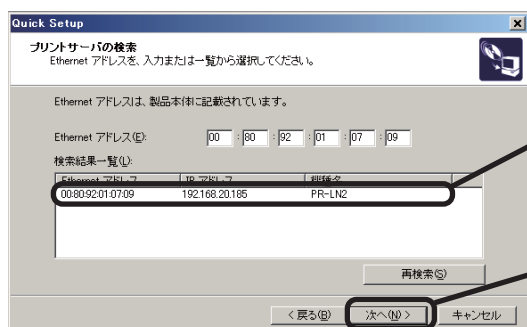 Quick Setup
プリントサーバの検索
Ethernet アドレスを、入力または一覧から選択してください。
Ethernet アドレスは、製品本体に記載されています。
Ethernet アドレス(E): 00 : 80 : 92 : 01 : 07 : 09
検索結果一覧(L):
Ethernet アドレス IP アドレス 機種名
00:80:92:01:07:09 192.168.20.185 PR-LN2
再検索(S)
< 戻る(B) 次へ(N) > キャンセル